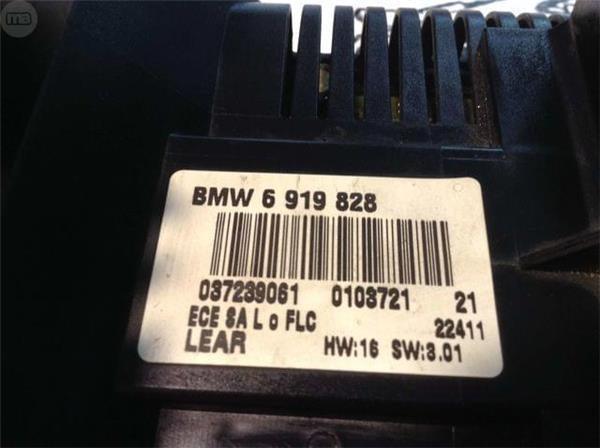 BMW 6 919 828
037239061 0103721 21
ECE SA L o FLC 22411
LEAR HW:16 SW:3.01